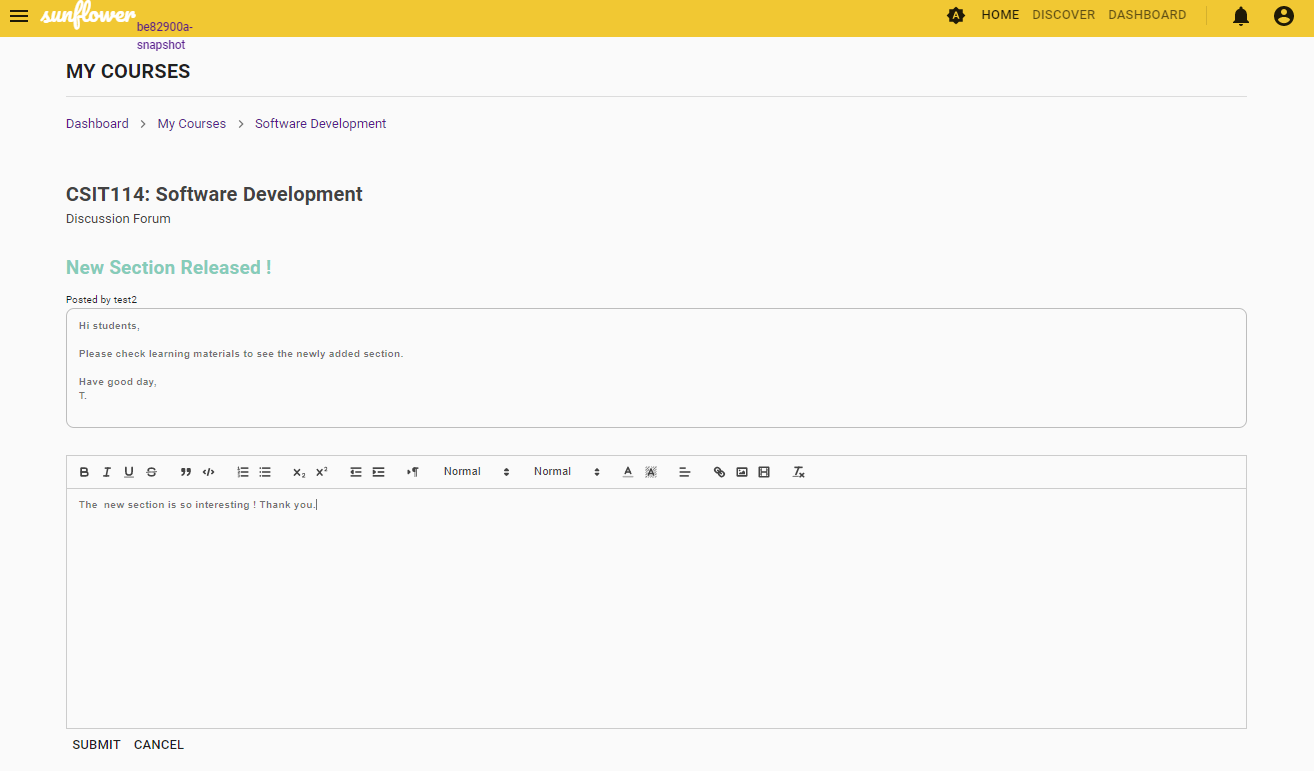 sunflower
be82900a-
snapshot
HOME DISCOVER DASHBOARD
MY COURSES
Dashboard > My Courses > Software Development
CSIT114: Software Development
Discussion Forum
New Section Released !
Posted by test2
Hi students,
Please check learning materials to see the newly added section.
Have good day,
T.
Normal Normal
The  new section is so interesting ! Thank you.
SUBMIT CANCEL